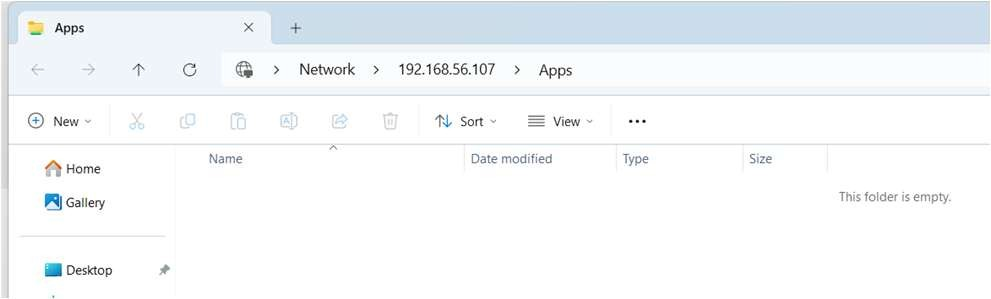 Apps
Network > 192.168.56.107 > Apps
New Sort View
Name Date modified Type Size
This folder is empty.
Home
Gallery
Desktop